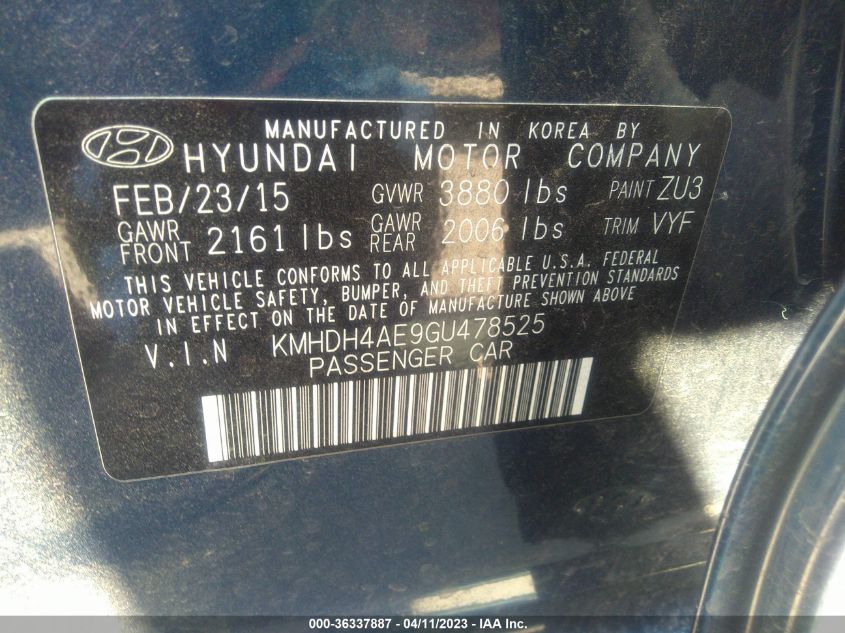 MANUFACTURED IN KOREA BY
HYUNDAI MOTOR COMPANY
FEB/23/15 GVWR 3880 lbs PAINT ZU3
GAWR FRONT 2161 lbs GAWR REAR 2006 lbs TRIM VYF
THIS VEHICLE CONFORMS TO ALL APPLICABLE U.S.A. FEDERAL
MOTOR VEHICLE SAFETY, BUMPER, AND THEFT PREVENTION STANDARDS
IN EFFECT ON THE DATE OF MANUFACTURE SHOWN ABOVE
V.I.N KMHDH4AE9GU478525
PASSENGER CAR
000-36337887 - 04/11/2023 - IAA Inc.